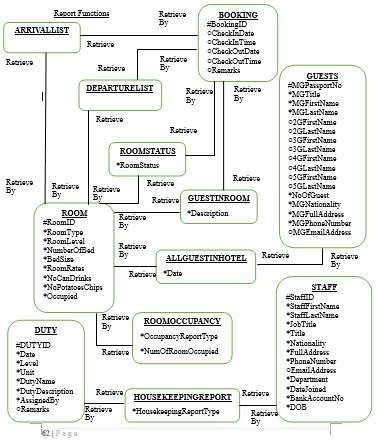 Report Functions
Retrieve
By
BOOKING
#BookingID
oCheckInDate
oCheckInTime
oCheckOutDate
oCheckOutTime
oRemarks
ARRIVALLIST
Retrieve
Retrieve
By
Retrieve
Retrieve
By
DEPARTURELIST
Retrieve
By
Retrieve
By
GUESTS
#MGPassportNo
*MGTitle
*MGFirstName
*MGLastName
o2GFirstName
o2GLastName
o3GFirstName
o3GLastName
o4GFirstName
o4GLastName
o5GFirstName
o5GLastName
*NoOfGuest
*MGNationality
*MGFullAddress
*MGPhoneNumber
oMGEmailAddress
Retrieve
Retrieve
ROOMSTATUS
*RoomStatus
Retrieve
By
Retrieve
By
Retrieve
By
Retrieve
Retrieve
By
GUESTINROOM
*Description
ROOM
#RoomID
*RoomType
*RoomLevel
*NumberOfBed
*BedSize
*RoomRates
*NoCanDrinks
*NoPotatoesChips
*Occupied
Retrieve
By
Retrieve
By
Retrieve
ALLGUESTINHOTEL
*Date
Retrieve
Retrieve
By
STAFF
#StaffID
*StaffFirstName
*StaffLastName
*JobTitle
*Title
*Nationality
*FullAddress
*PhoneNumber
oEmailAddress
*Department
*DateJoined
*BankAccountNo
*DOB
Retrieve
By
Retrieve
ROOMOCCUPANCY
*OccupancyReportType
*NumOfRoomOccupied
DUTY
#DUTYID
*Date
*Level
*Unit
*DutyName
*DutyDescription
*AssignedBy
oRemarks
Retrieve
Retrieve
By
HOUSEKEEPINGREPORT
*HousekeepingReportType
Retrieve
Retrieve
By
62 | Page